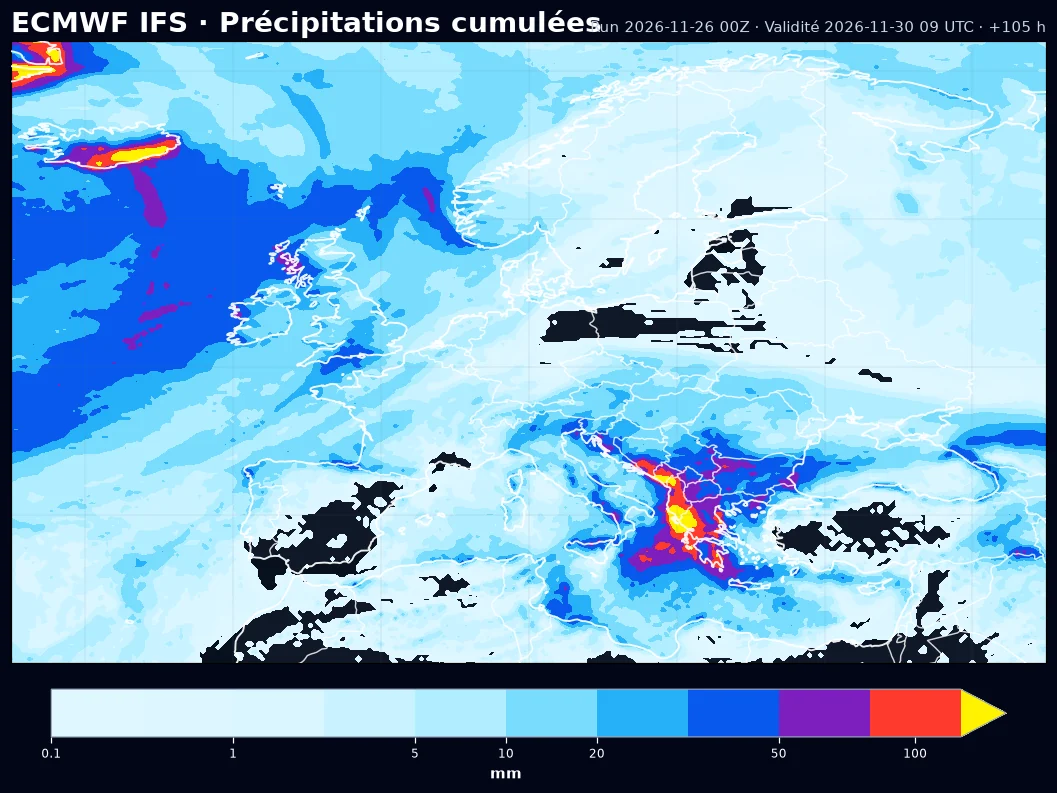 ECMWF IFS · Précipitations cumulées
Run 2026-11-26 00Z · Validité 2026-11-30 09 UTC · +105 h
0.1 1 5 10 20 50 100
mm